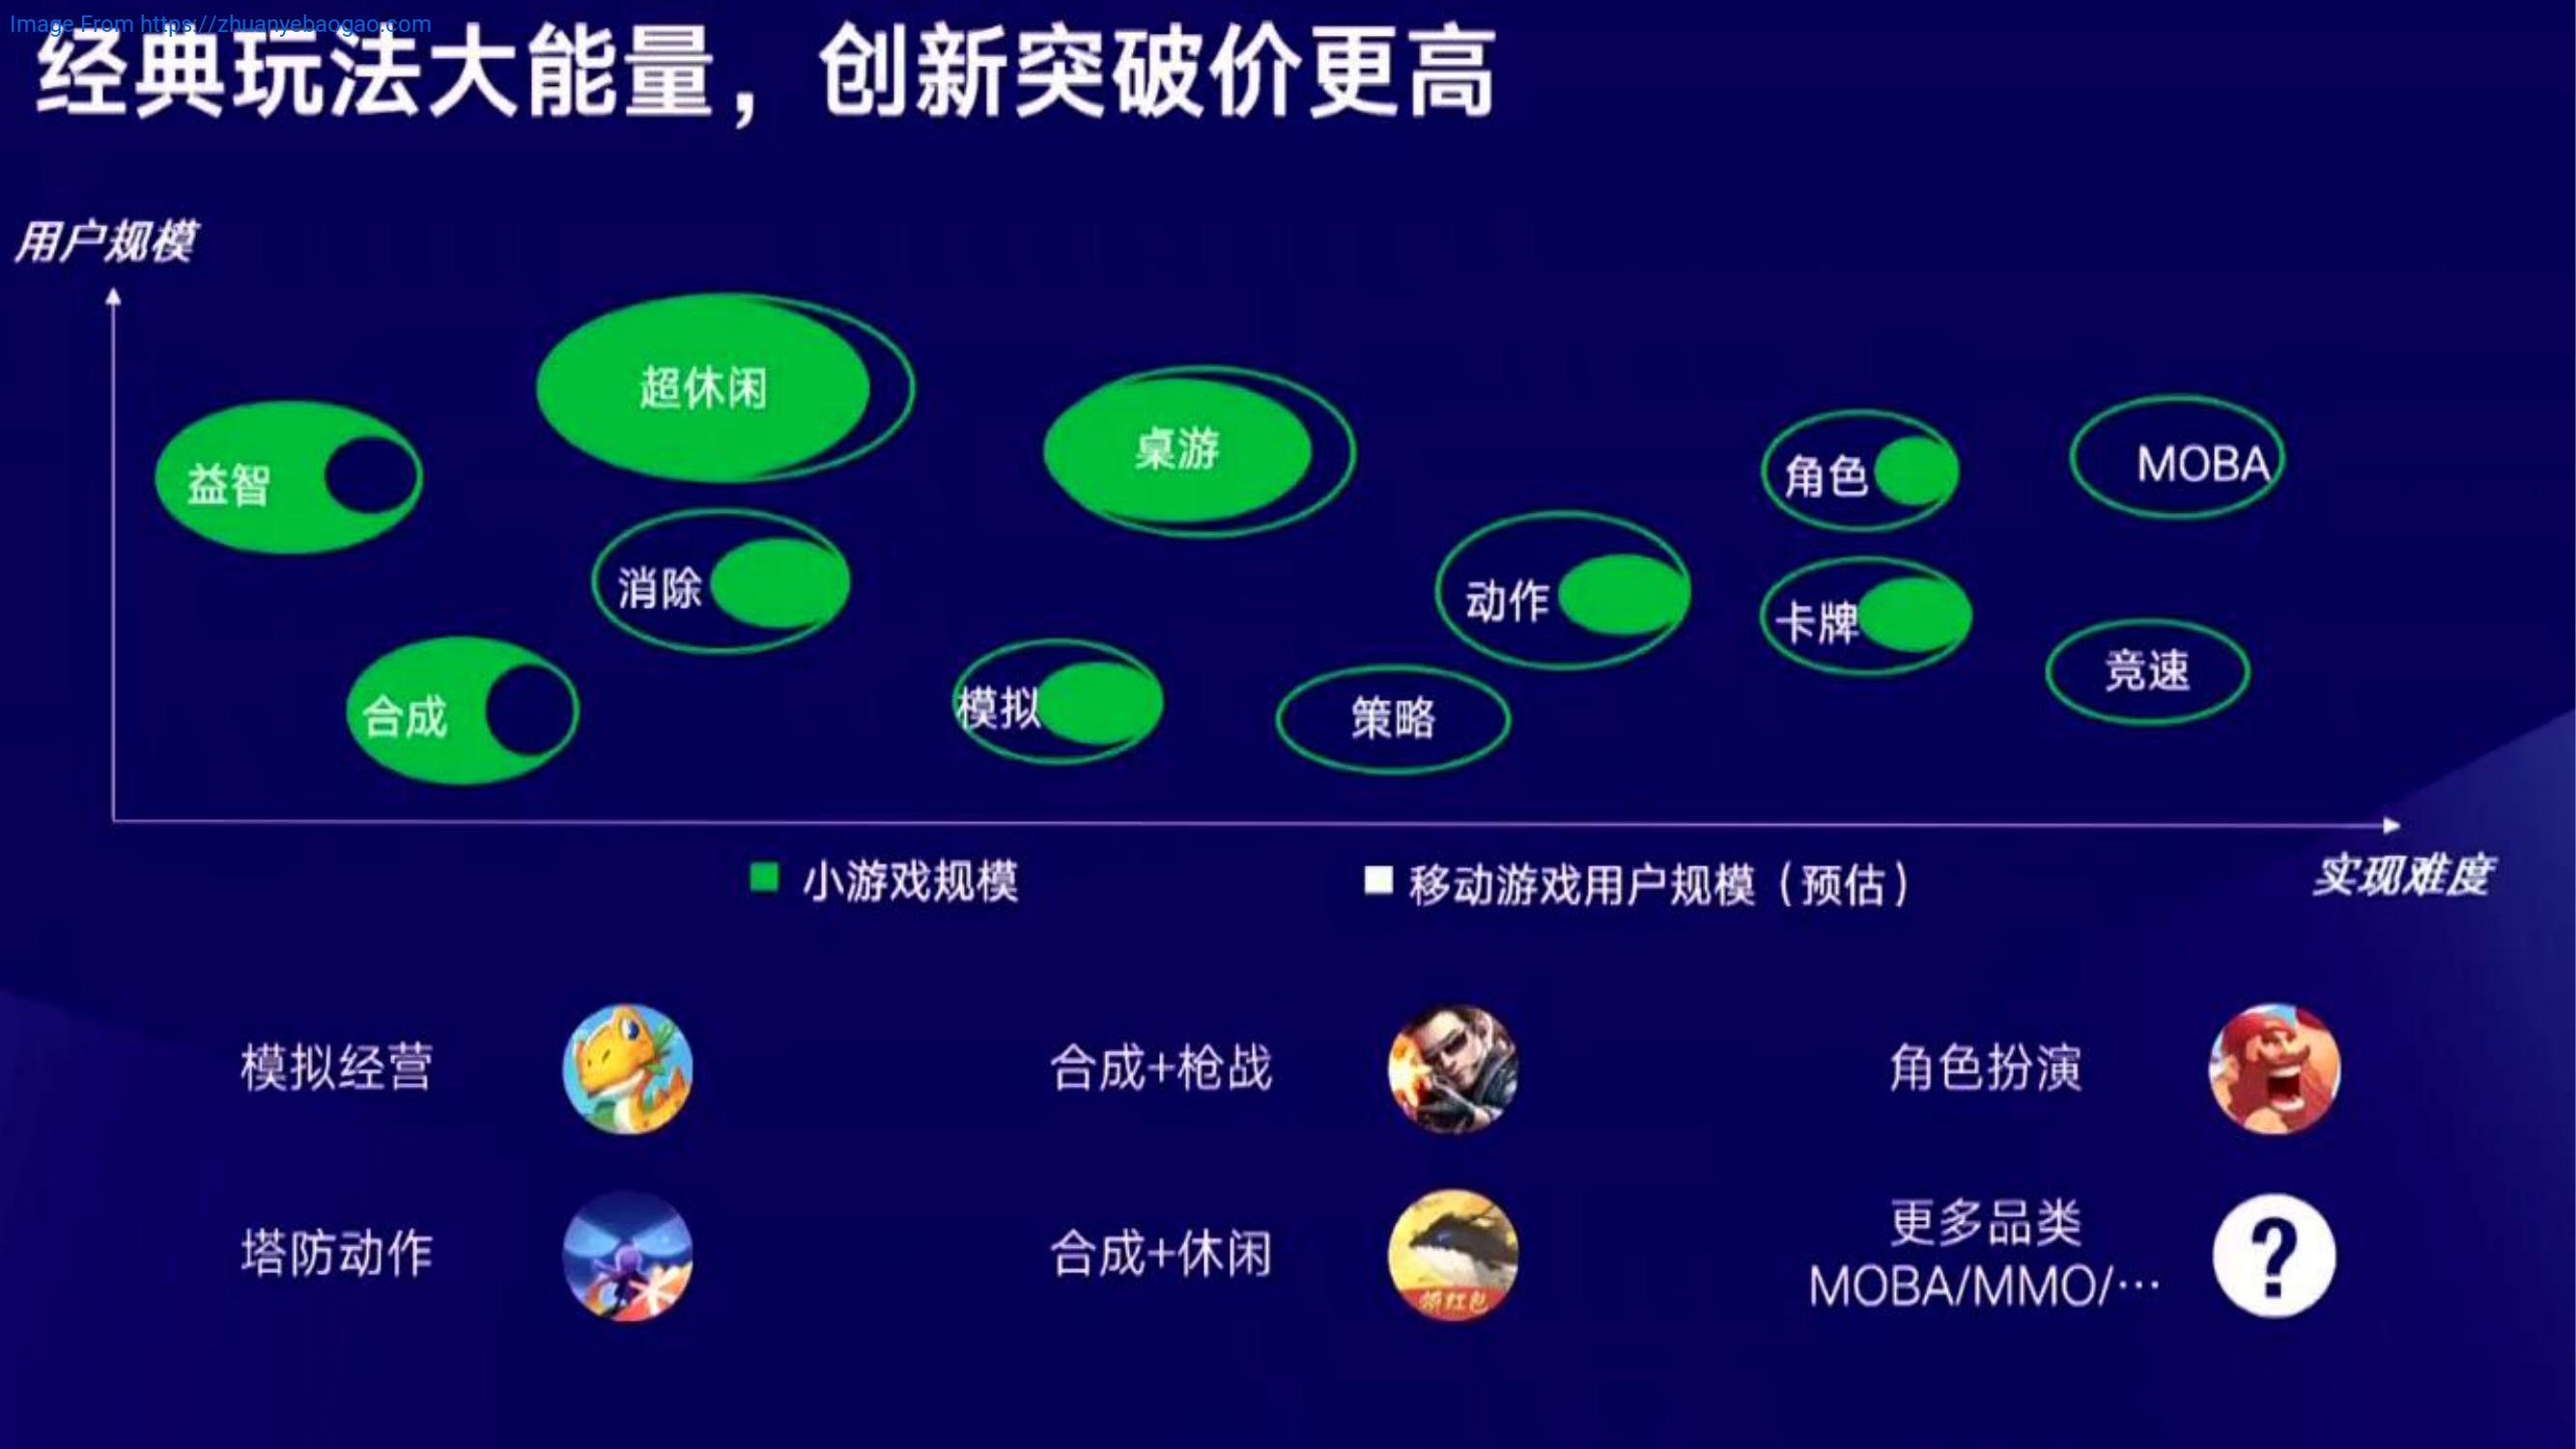 Image From https://zhuanyebaogao.com
经典玩法大能量，创新突破价更高
用户规模
超休闲
益智
桌游
角色
MOBA
消除
动作
卡牌
合成
模拟
策略
竞速
小游戏规模
移动游戏用户规模（预估）
实现难度
模拟经营
合成+枪战
角色扮演
塔防动作
合成+休闲
领红包
更多品类
MOBA/MMO/…
?